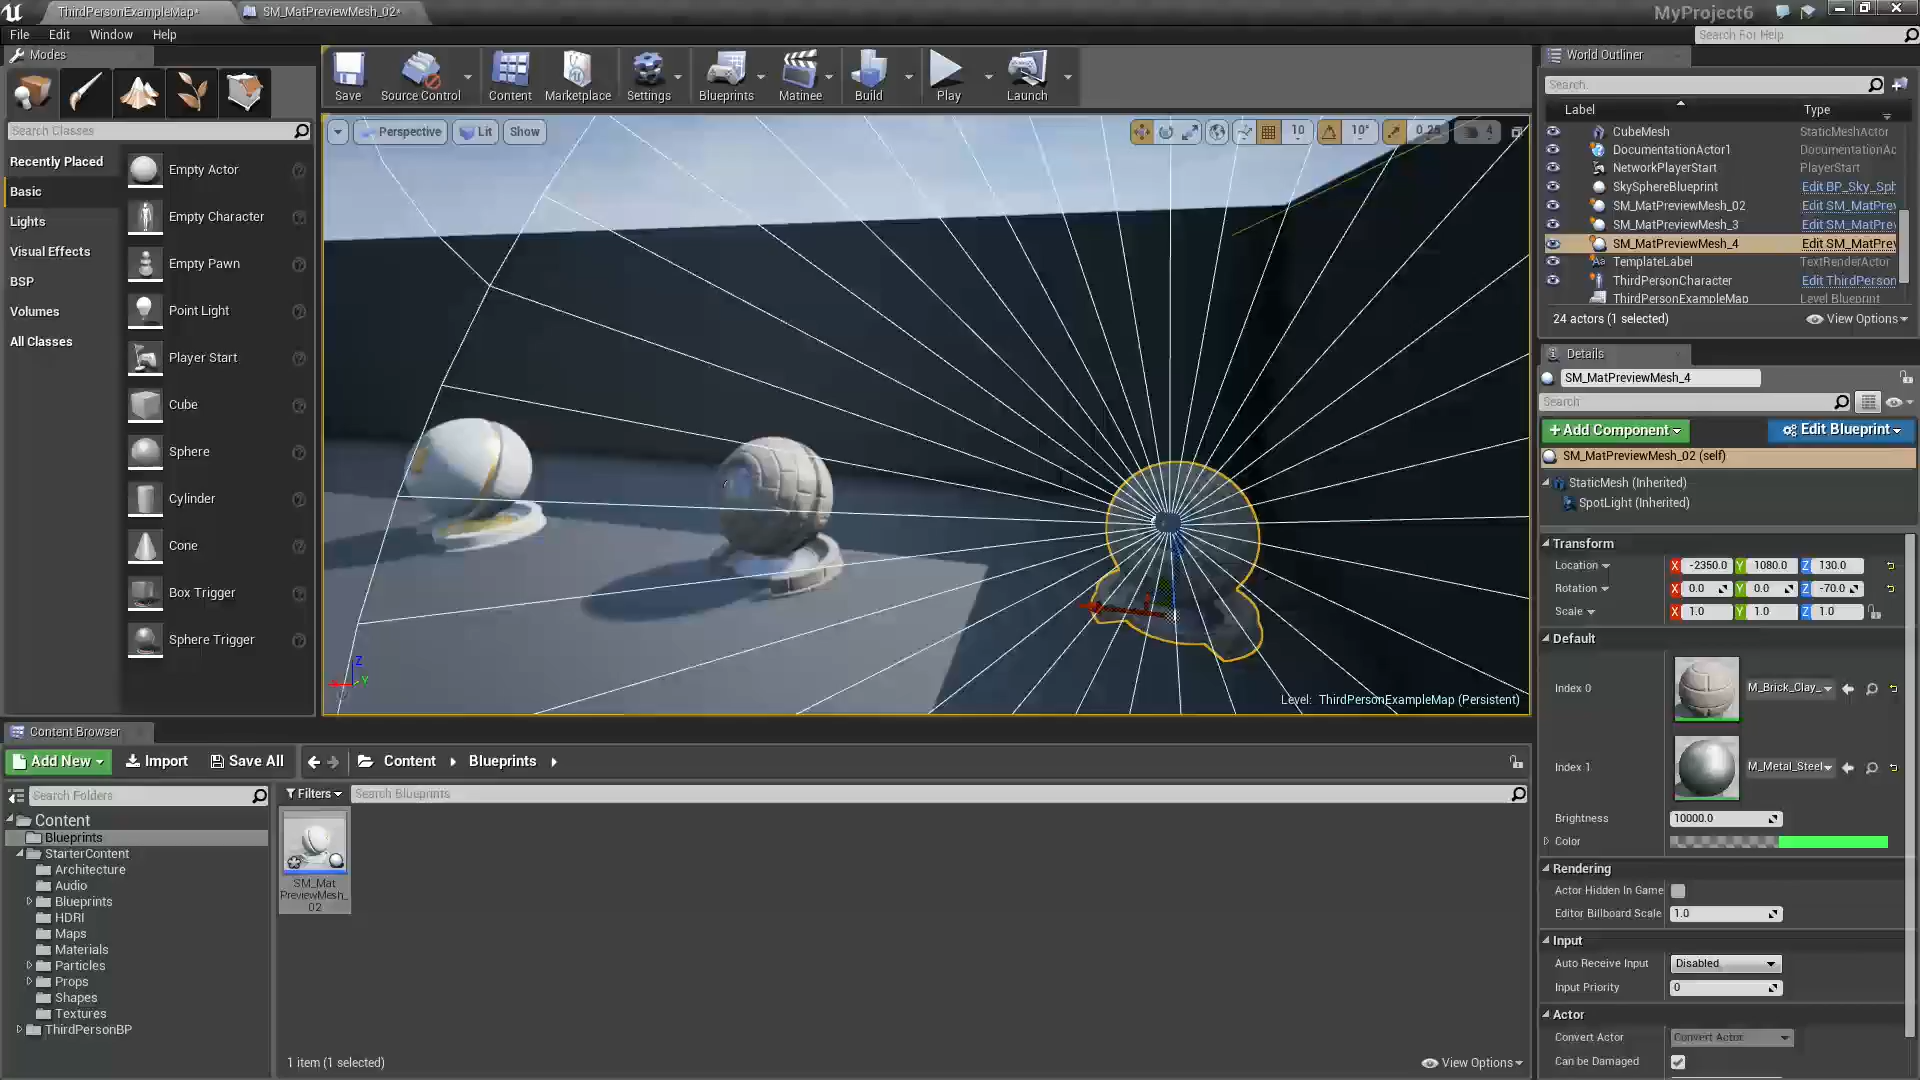 ThirdPersonExampleMap*
SM_MatPreviewMesh_02*
MyProject6
File Edit Window Help
Search For Help
Modes
Search Classes
Recently Placed
Basic
Lights
Visual Effects
BSP
Volumes
All Classes
Empty Actor
Empty Character
Empty Pawn
Point Light
Player Start
Cube
Sphere
Cylinder
Cone
Box Trigger
Sphere Trigger
Save
Source Control
Content
Marketplace
Settings
Blueprints
Matinee
Build
Play
Launch
Perspective
Lit
Show
10
10°
0.25
4
Z
Y
Level: ThirdPersonExampleMap (Persistent)
World Outliner
Search.
Label Type
CubeMesh StaticMeshActor
DocumentationActor1 DocumentationAc
NetworkPlayerStart PlayerStart
SkySphereBlueprint Edit BP_Sky_Sph
SM_MatPreviewMesh_02 Edit SM_MatPrev
SM_MatPreviewMesh_3 Edit SM_MatPrev
SM_MatPreviewMesh_4 Edit SM_MatPrev
TemplateLabel TextRenderActor
ThirdPersonCharacter Edit ThirdPerson
ThirdPersonExampleMap Level Blueprint
24 actors (1 selected)
View Options
Details
SM_MatPreviewMesh_4
Search
+Add Component
Edit Blueprint
SM_MatPreviewMesh_02 (self)
StaticMesh (Inherited)
SpotLight (Inherited)
Transform
Location X -2350.0 Y 1080.0 Z 130.0
Rotation X 0.0 Y 0.0 Z -70.0
Scale X 1.0 Y 1.0 Z 1.0
Default
Index 0 M_Brick_Clay_
Index 1 M_Metal_Steel
Brightness 10000.0
Color
Rendering
Actor Hidden In Game
Editor Billboard Scale 1.0
Input
Auto Receive Input Disabled
Input Priority 0
Actor
Convert Actor Convert Actor
Can be Damaged
Content Browser
Add New Import Save All Content Blueprints
Search Folders
Filters
Search Blueprints
Content
Blueprints
StarterContent
Architecture
Audio
Blueprints
HDRI
Maps
Materials
Particles
Props
Shapes
Textures
ThirdPersonBP
SM_Mat
PreviewMesh_
02
1 item (1 selected)
View Options